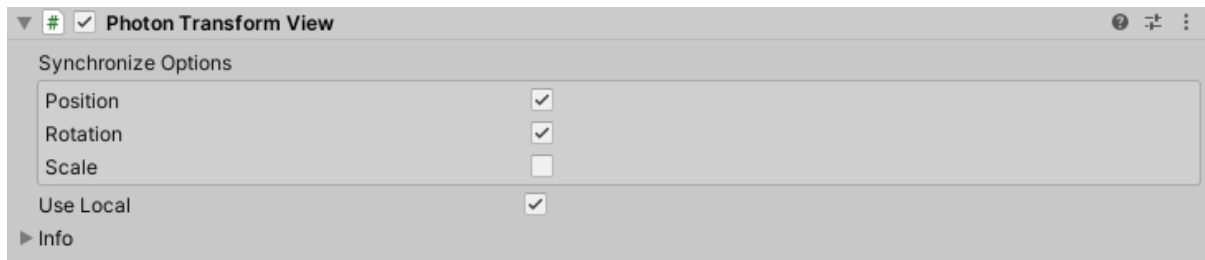 # Photon Transform View
Synchronize Options
Position
Rotation
Scale
Use Local
Info